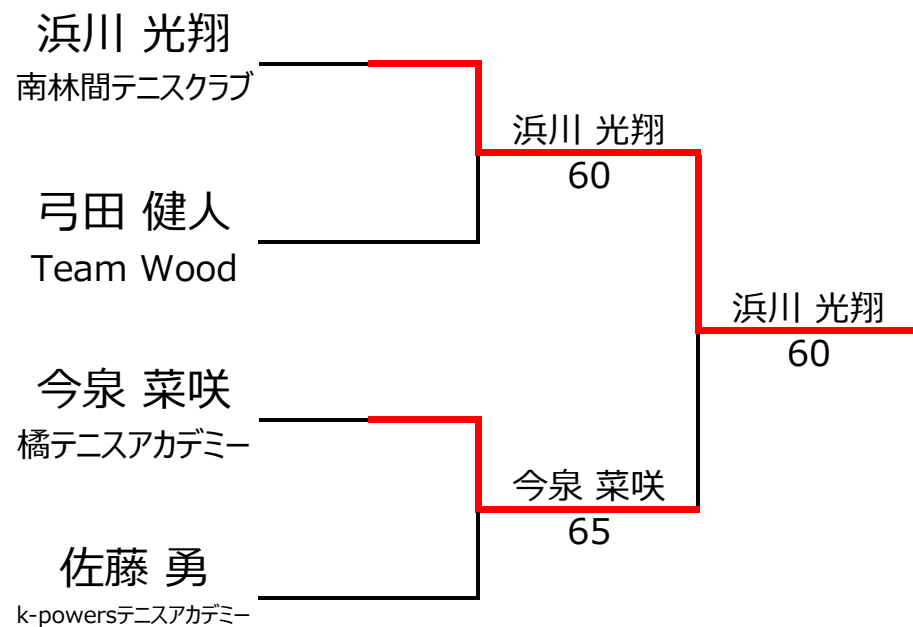 浜川 光翔
南林間テニスクラブ
浜川 光翔
60
弓田 健人
Team Wood
浜川 光翔
60
今泉 菜咲
橘テニスアカデミー
今泉 菜咲
65
佐藤 勇
k-powersテニスアカデミー